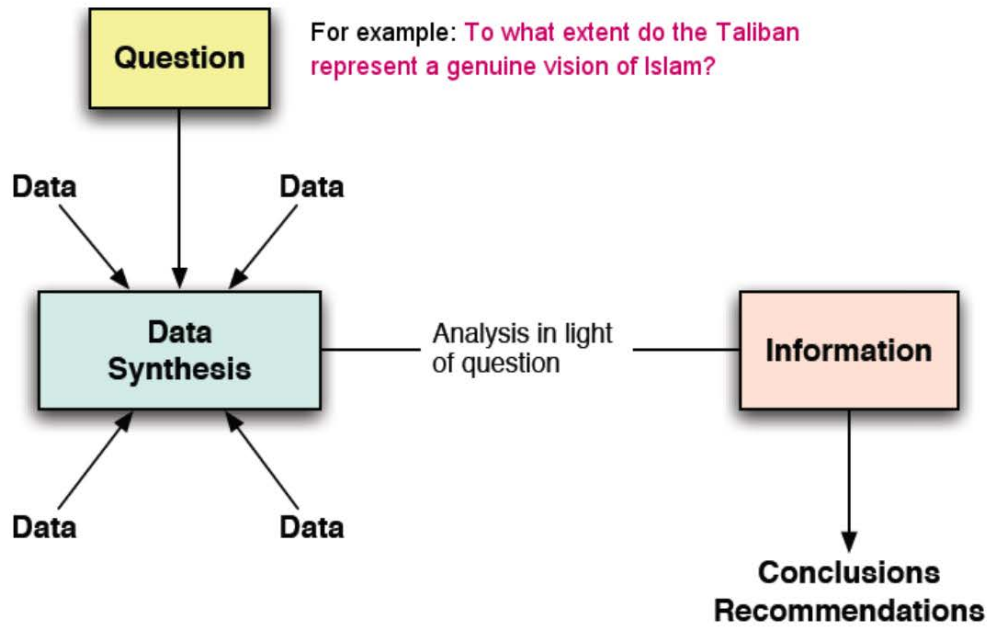 Question
For example: To what extent do the Taliban
represent a genuine vision of Islam?
Data
Data
Data
Synthesis
Analysis in light
of question
Information
Data
Data
Conclusions
Recommendations